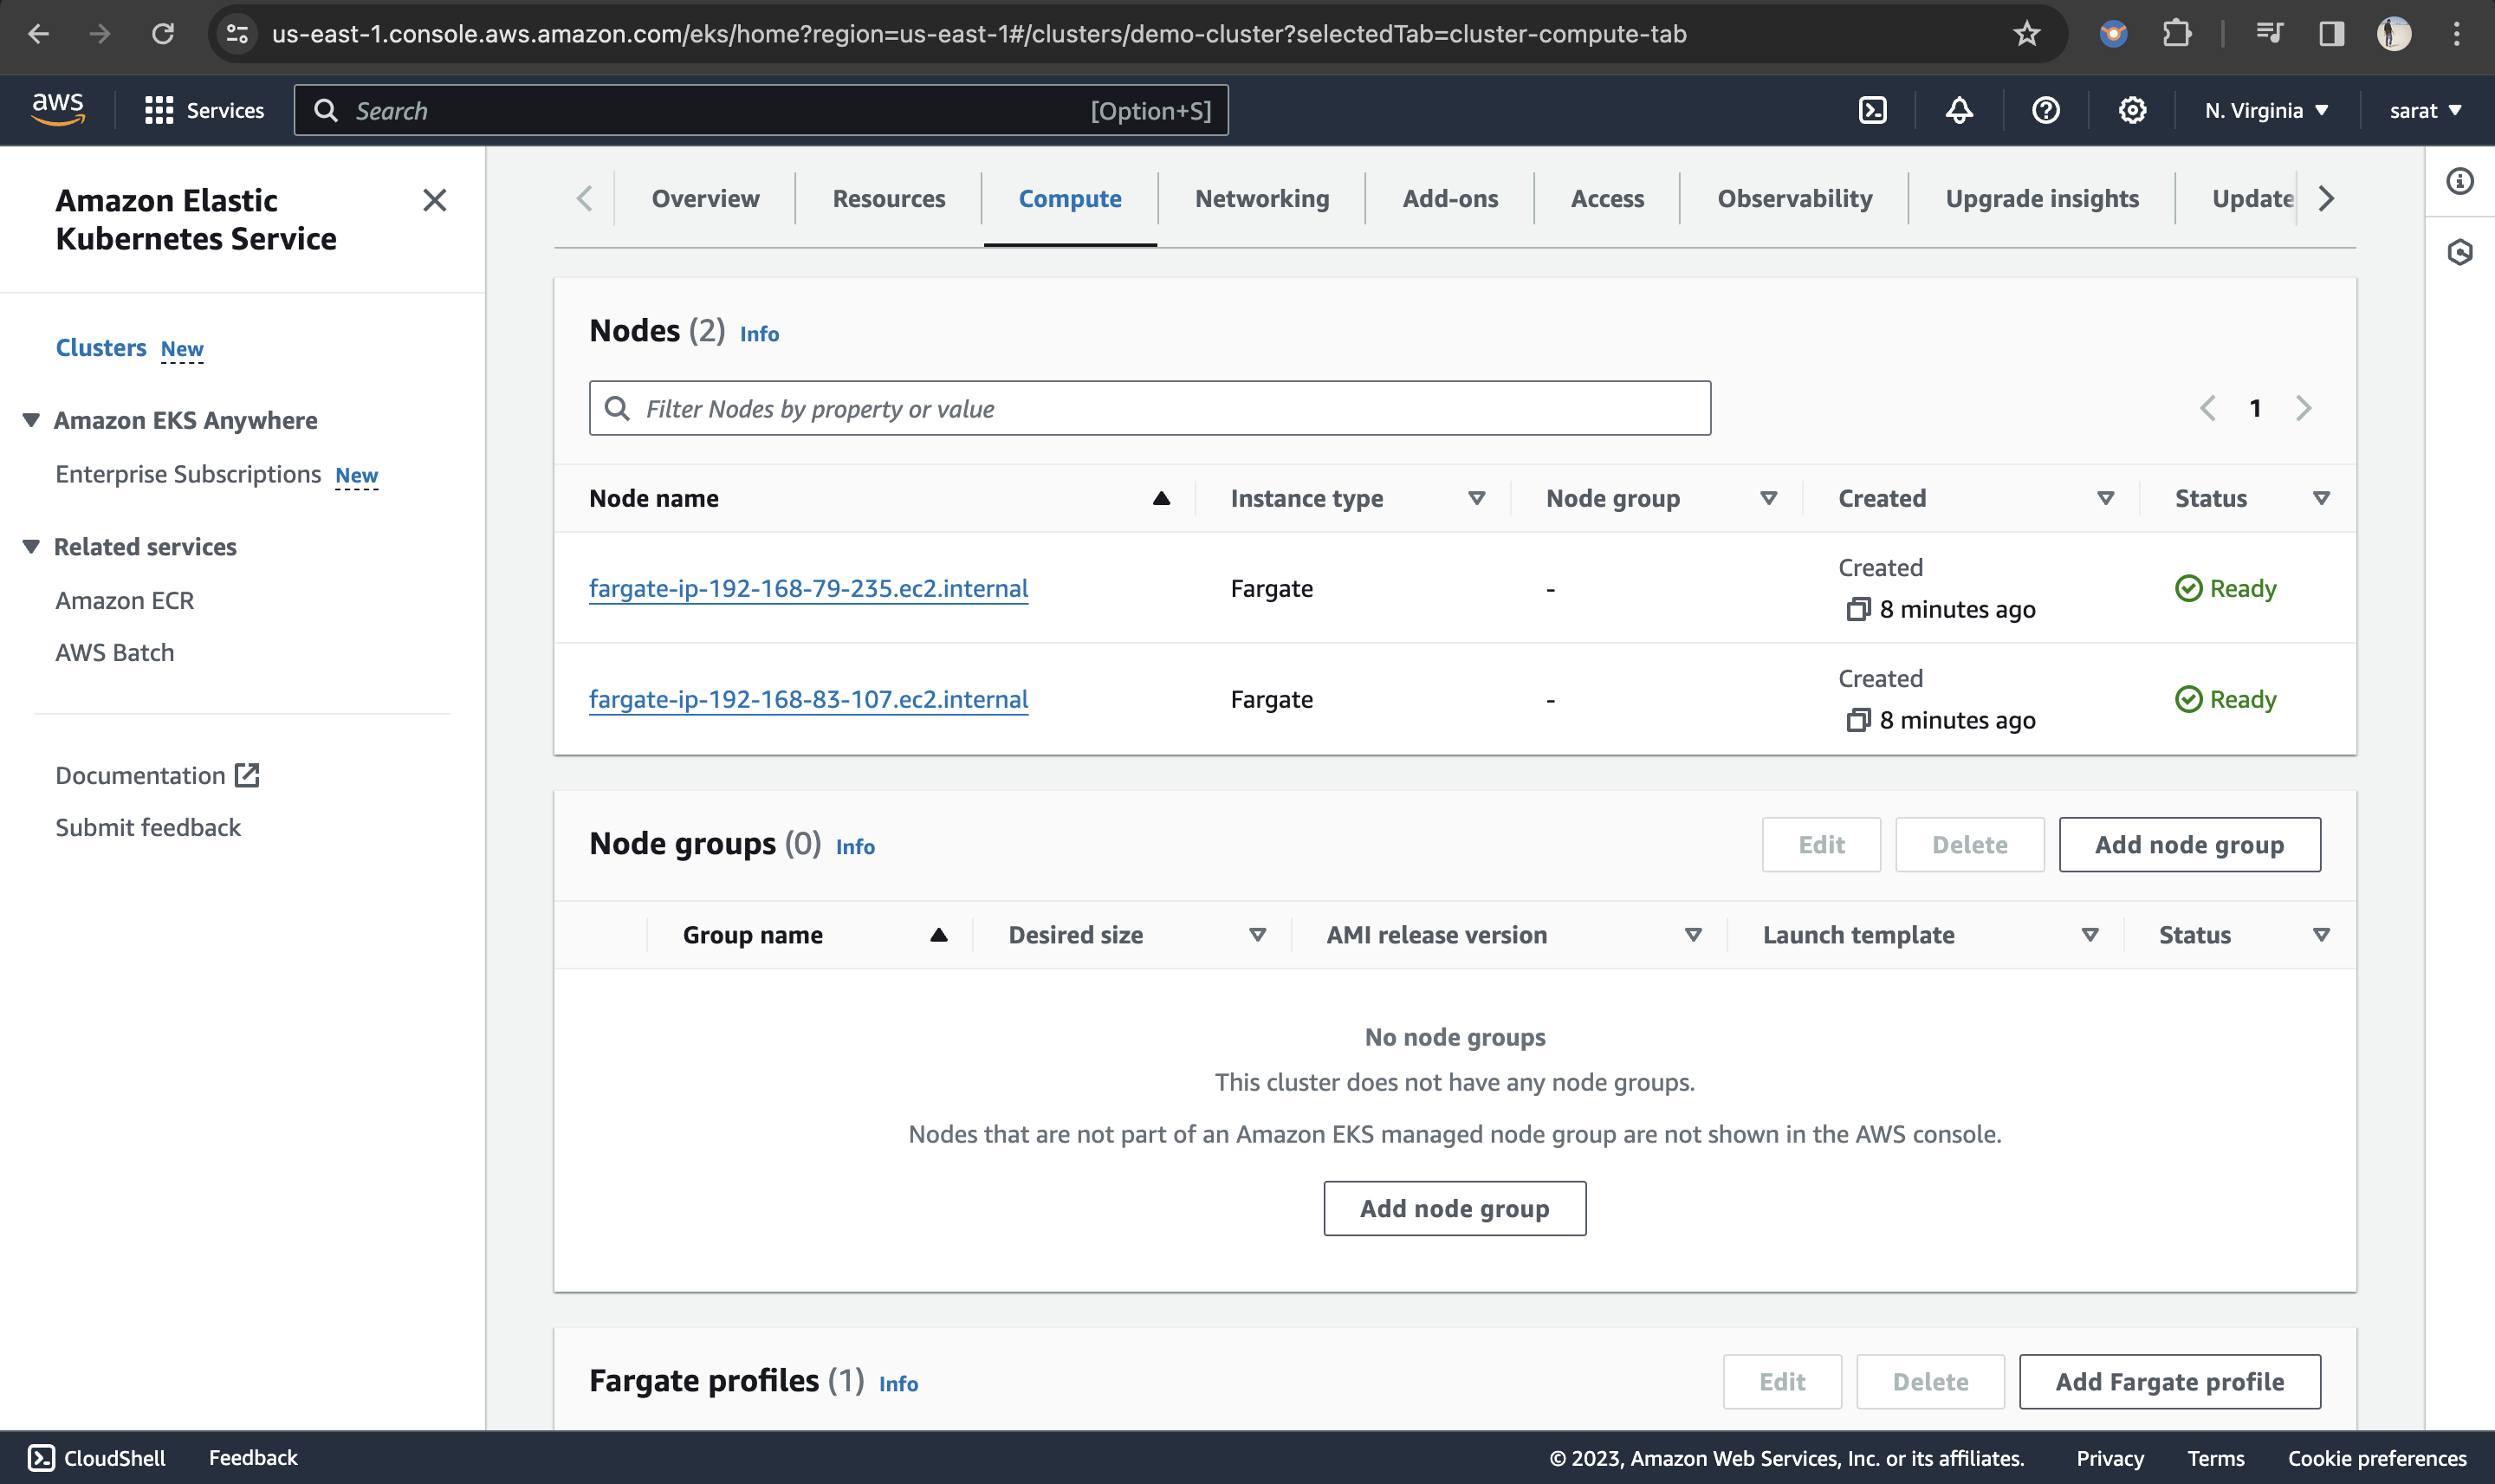 us-east-1.console.aws.amazon.com/eks/home?region=us-east-1#/clusters/demo-cluster?selectedTab=cluster-compute-tab
aws
Services
Search
[Option+S]
N. Virginia
sarat
Amazon Elastic
Kubernetes Service
Clusters New
Amazon EKS Anywhere
Enterprise Subscriptions New
Related services
Amazon ECR
AWS Batch
Documentation
Submit feedback
Overview
Resources
Compute
Networking
Add-ons
Access
Observability
Upgrade insights
Update
Nodes (2) Info
Filter Nodes by property or value
1
Node name
Instance type
Node group
Created
Status
fargate-ip-192-168-79-235.ec2.internal
Fargate
-
Created
8 minutes ago
Ready
fargate-ip-192-168-83-107.ec2.internal
Fargate
-
Created
8 minutes ago
Ready
Node groups (0) Info
Edit
Delete
Add node group
Group name
Desired size
AMI release version
Launch template
Status
No node groups
This cluster does not have any node groups.
Nodes that are not part of an Amazon EKS managed node group are not shown in the AWS console.
Add node group
Fargate profiles (1) Info
Edit
Delete
Add Fargate profile
CloudShell
Feedback
© 2023, Amazon Web Services, Inc. or its affiliates.
Privacy
Terms
Cookie preferences